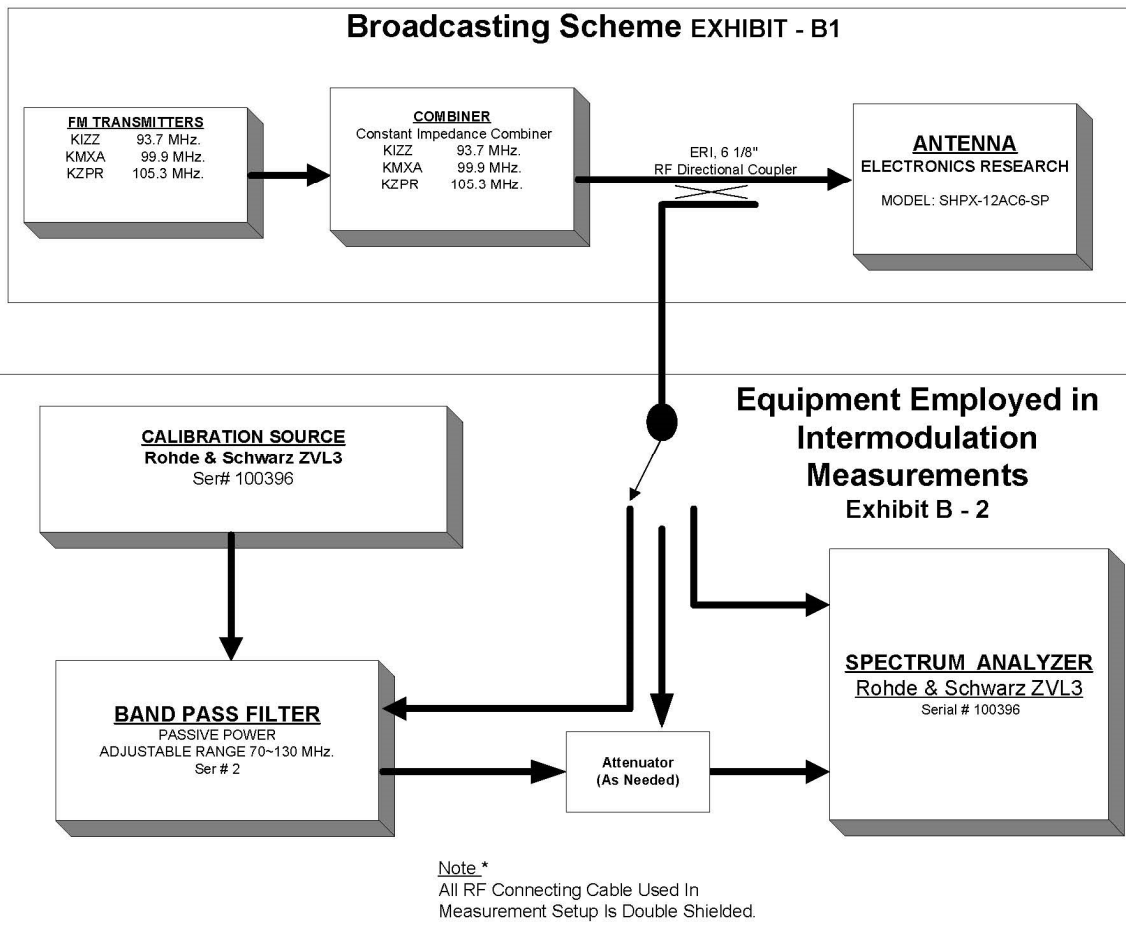 Broadcasting Scheme EXHIBIT - B1
FM TRANSMITTERS
KIZZ 93.7 MHz.
KMXA 99.9 MHz.
KZPR 105.3 MHz.
COMBINER
Constant Impedance Combiner
KIZZ 93.7 MHz.
KMXA 99.9 MHz.
KZPR 105.3 MHz.
ERI, 6 1/8"
RF Directional Coupler
ANTENNA
ELECTRONICS RESEARCH
MODEL: SHPX-12AC6-SP
Equipment Employed in
Intermodulation
Measurements
Exhibit B - 2
CALIBRATION SOURCE
Rohde & Schwarz ZVL3
Ser# 100396
BAND PASS FILTER
PASSIVE POWER
ADJUSTABLE RANGE 70~130 MHz.
Ser # 2
Attenuator
(As Needed)
SPECTRUM ANALYZER
Rohde & Schwarz ZVL3
Serial # 100396
Note *
All RF Connecting Cable Used In
Measurement Setup Is Double Shielded.